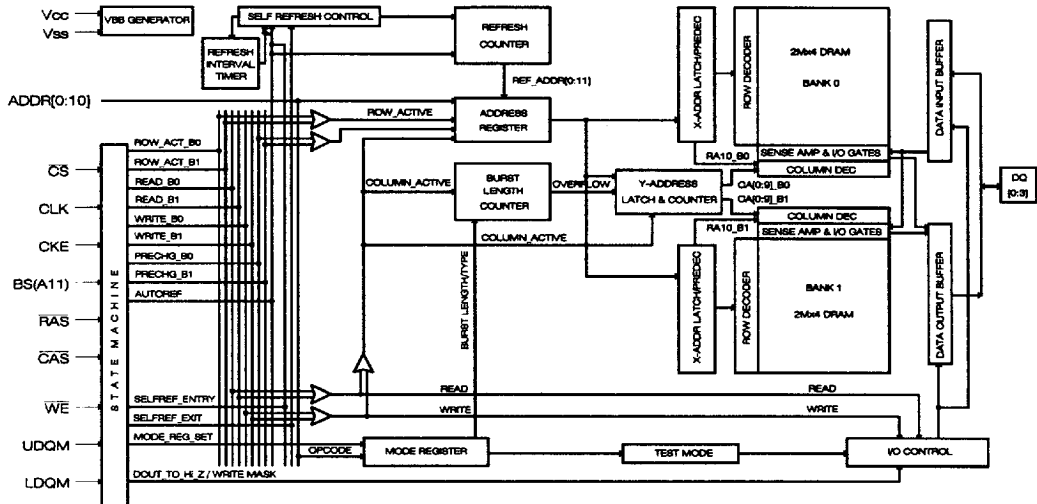 Vcc
Vss
VBB GENERATOR
SELF REFRESH CONTROL
REFRESH
INTERVAL
TIMER
REFRESH
COUNTER
REF_ADDR[0:11]
ADDR[0:10]
ROW_ACTIVE
ADDRESS
REGISTER
X-ADDR LATCH/PREDEC
ROW DECODER
2Mx4 DRAM
BANK 0
SENSE AMP & I/O GATES
COLUMN DEC
RA10_B0
DATA INPUT BUFFER
STATE MACHINE
CS
CLK
CKE
BS(A11)
RAS
CAS
WE
UDQM
LDQM
ROW_ACT_B0
ROW_ACT_B1
READ_B0
READ_B1
WRITE_B0
WRITE_B1
PRECHG_B0
PRECHG_B1
AUTOREF
SELFREF_ENTRY
SELFREF_EXIT
MODE_REG_SET
DOUT_TO_Hi_Z / WRITE MASK
COLUMN_ACTIVE
BURST
LENGTH
COUNTER
OVERFLOW
Y-ADDRESS
LATCH & COUNTER
CA[0:9]_B0
CA[0:9]_B1
COLUMN_ACTIVE
BURST LENGTH/TYPE
RA10_B1
COLUMN DEC
SENSE AMP & I/O GATES
X-ADDR LATCH/PREDEC
ROW DECODER
BANK 1
2Mx4 DRAM
DATA OUTPUT BUFFER
DQ
[0:3]
READ
READ
WRITE
WRITE
OPCODE
MODE REGISTER
TEST MODE
I/O CONTROL